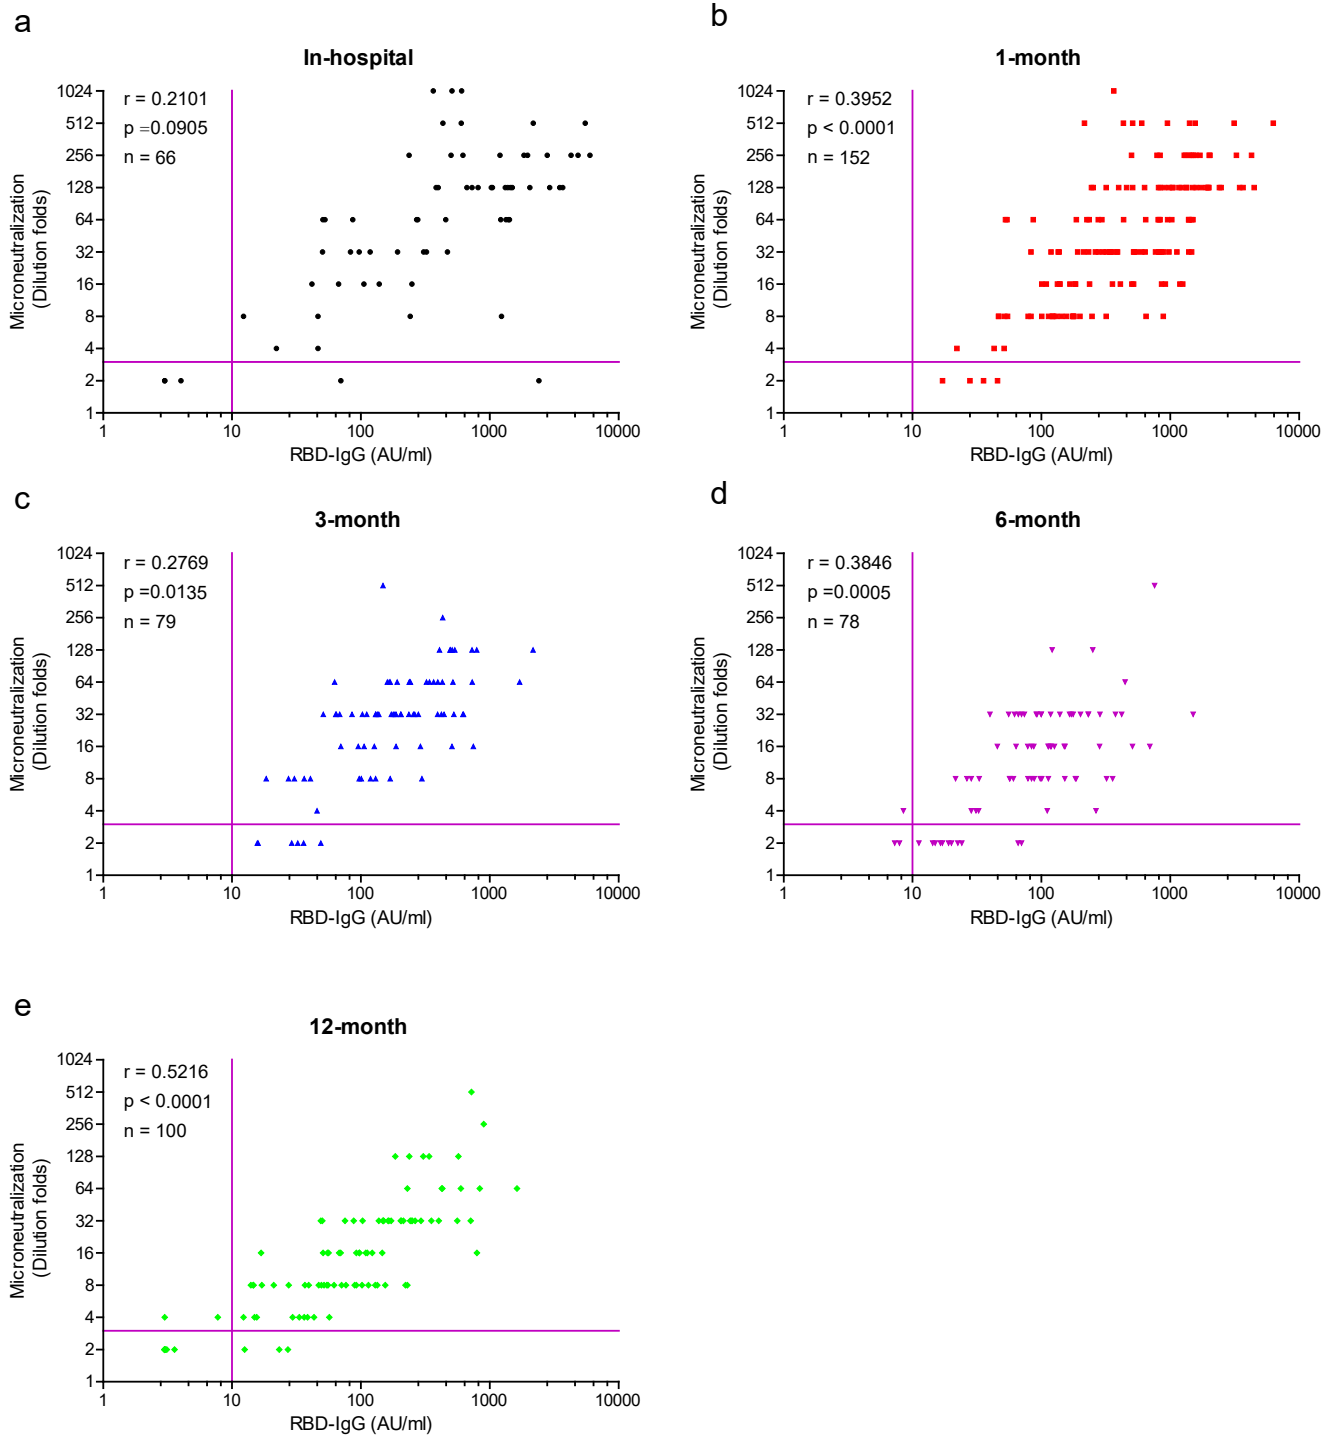 a
In-hospital
r = 0.2101
p =0.0905
n = 66
1024
512
256
128
64
32
16
8
4
2
1
Microneutralization
(Dilution folds)
1 10 100 1000 10000
RBD-IgG (AU/ml)
b
1-month
r = 0.3952
p < 0.0001
n = 152
1024
512
256
128
64
32
16
8
4
2
1
Microneutralization
(Dilution folds)
1 10 100 1000 10000
RBD-IgG (AU/ml)
c
3-month
r = 0.2769
p =0.0135
n = 79
1024
512
256
128
64
32
16
8
4
2
1
Microneutralization
(Dilution folds)
1 10 100 1000 10000
RBD-IgG (AU/ml)
d
6-month
r = 0.3846
p =0.0005
n = 78
1024
512
256
128
64
32
16
8
4
2
1
Microneutralization
(Dilution folds)
1 10 100 1000 10000
RBD-IgG (AU/ml)
e
12-month
r = 0.5216
p < 0.0001
n = 100
1024
512
256
128
64
32
16
8
4
2
1
Microneutralization
(Dilution folds)
1 10 100 1000 10000
RBD-IgG (AU/ml)